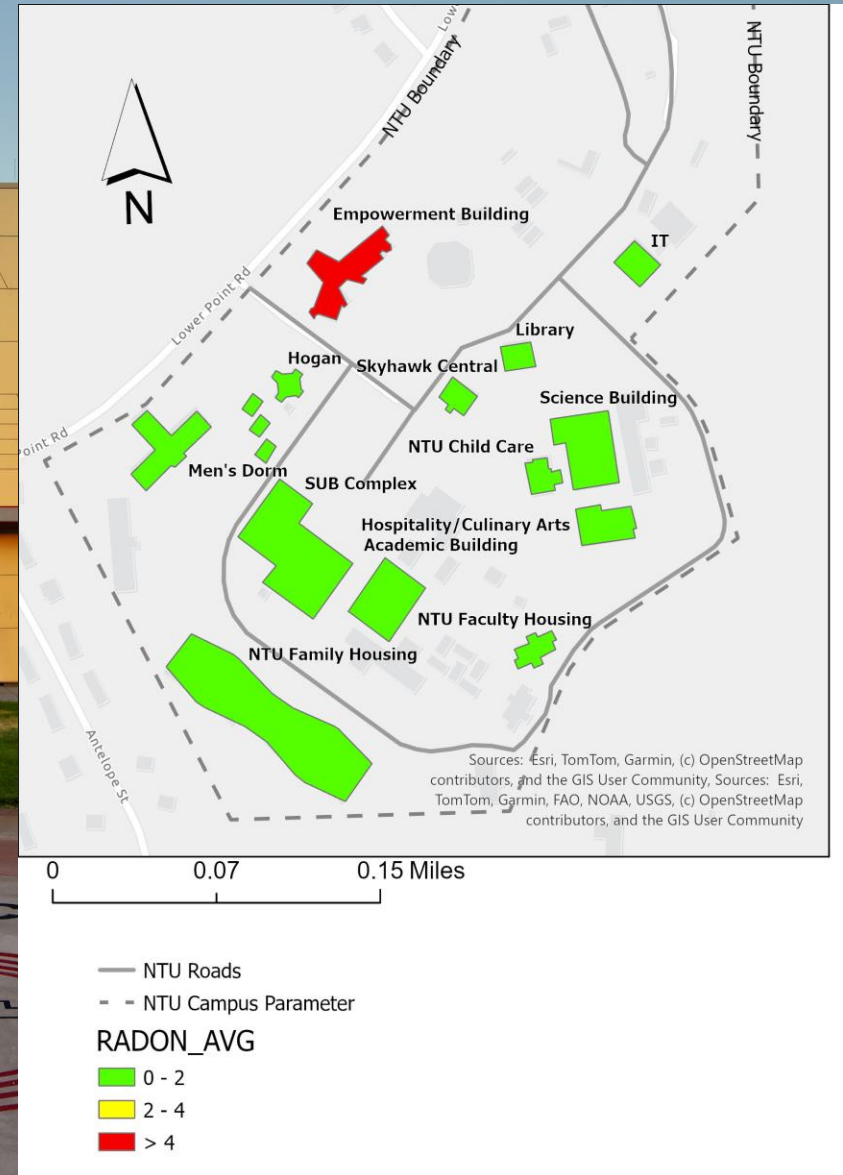 Low
NTU Boundary
NTU Boundary
N
Empowerment Building
IT
Lower Point Rd
Library
Hogan
Skyhawk Central
Science Building
Point Rd
NTU Child Care
Men's Dorm
SUB Complex
Hospitality/Culinary Arts
Academic Building
NTU Faculty Housing
NTU Family Housing
Antelope St
Sources: Esri, TomTom, Garmin, (c) OpenStreetMap
contributors, and the GIS User Community, Sources: Esri,
TomTom, Garmin, FAO, NOAA, USGS, (c) OpenStreetMap
contributors, and the GIS User Community
0 0.07 0.15 Miles
NTU Roads
NTU Campus Parameter
RADON_AVG
0 - 2
2 - 4
> 4